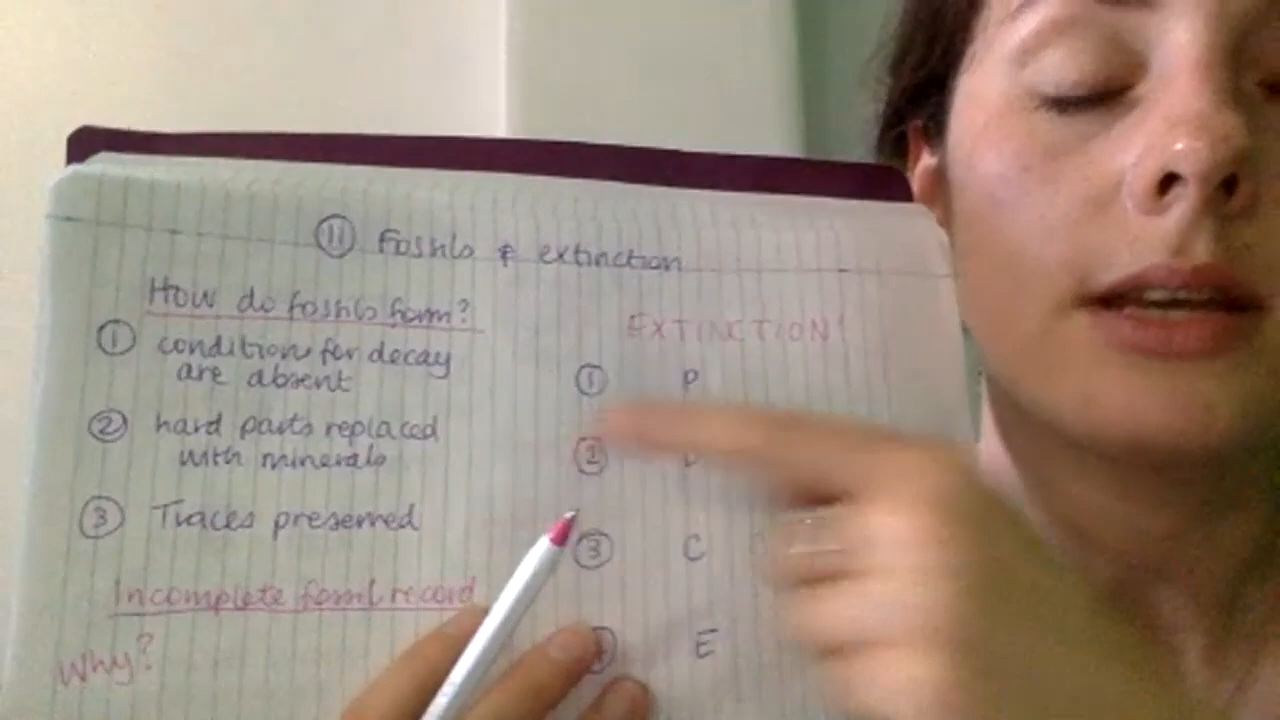 11 Fossils & extinction
How do fossils form?
1 condition for decay
are absent
2 hard parts replaced
with minerals
3 Traces preserved
Incomplete fossil record
Why?
EXTINCTION!
1 P
2
3 C
E